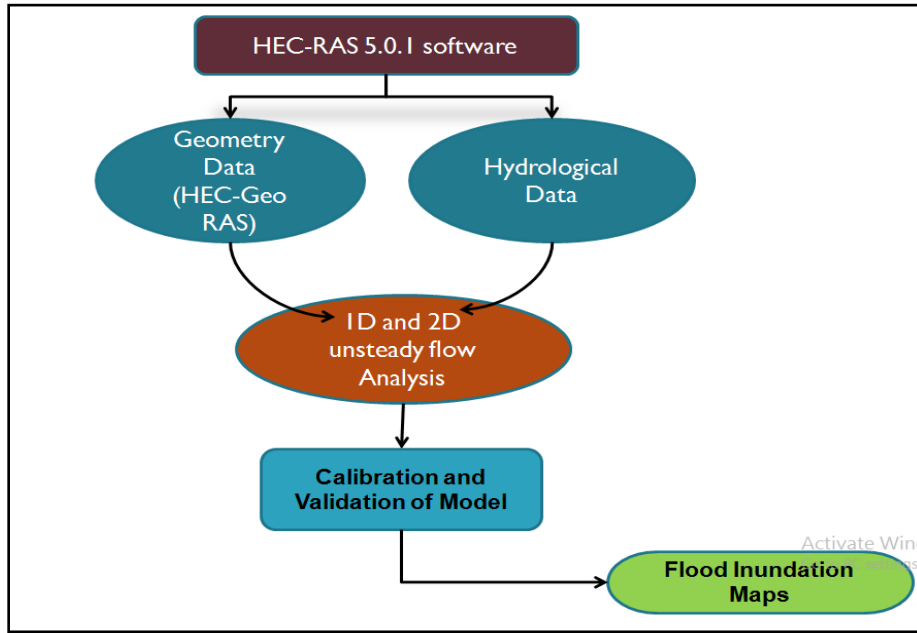 HEC-RAS 5.0.1 software
Geometry
Data
(HEC-Geo
RAS)
Hydrological
Data
1D and 2D
unsteady flow
Analysis
Calibration and
Validation of Model
Activate Win
Flood Inundation
Maps